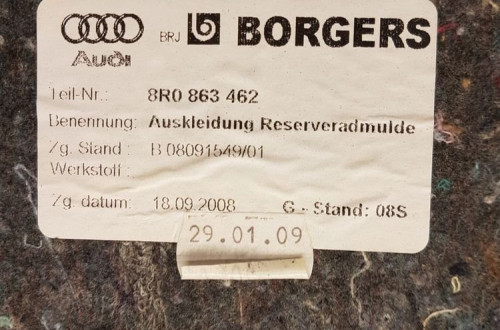 BRJ b BORGERS
Audi
Teil-Nr.: 8R0 863 462
Benennung: Auskleidung Reserveradmulde
Zg. Stand : B 08091549/01
Werkstoff :
Zg. datum: 18.09.2008 G - Stand: 08S
29.01.09